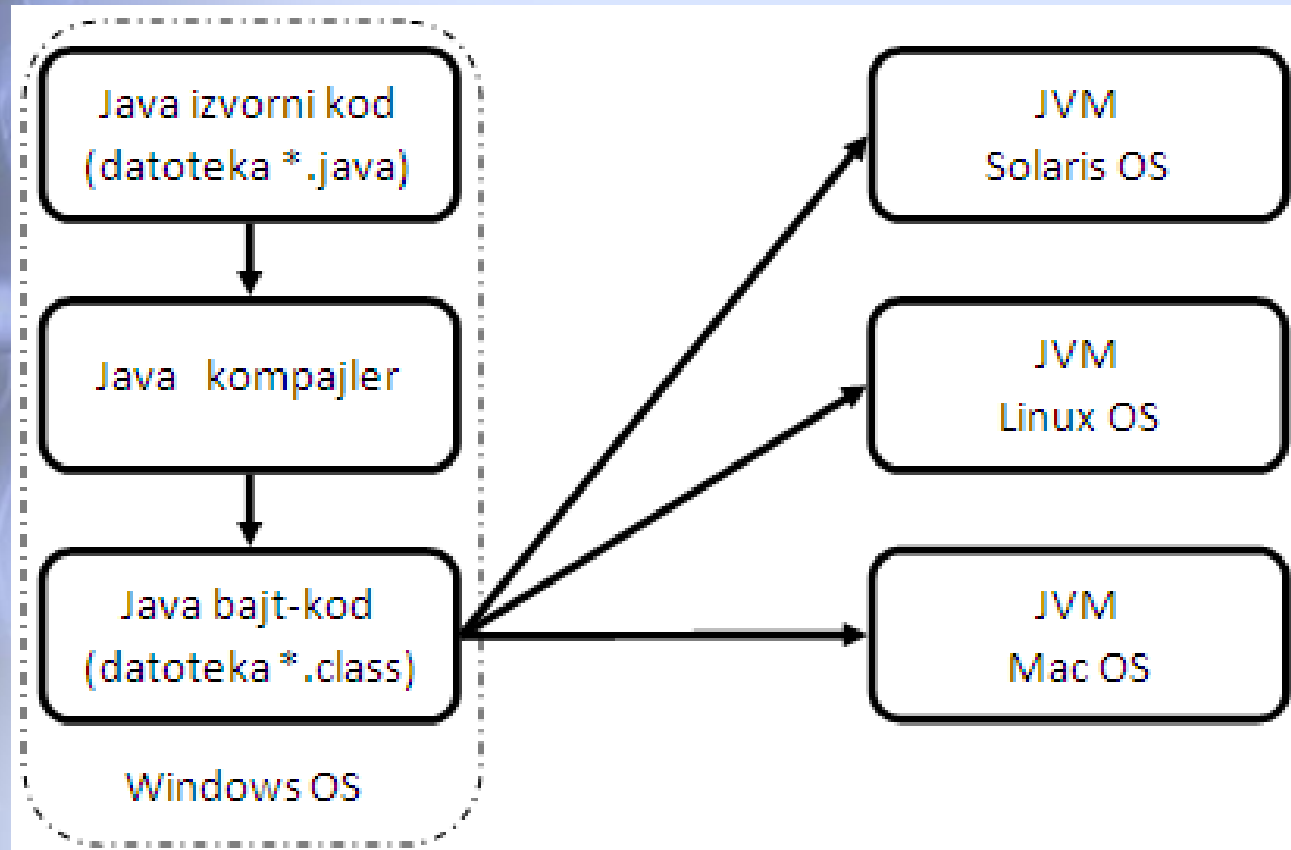 Java izvorni kod
(datoteka *.java)
Java kompajler
Java bajt-kod
(datoteka *.class)
Windows OS
JVM
Solaris OS
JVM
Linux OS
JVM
Mac OS